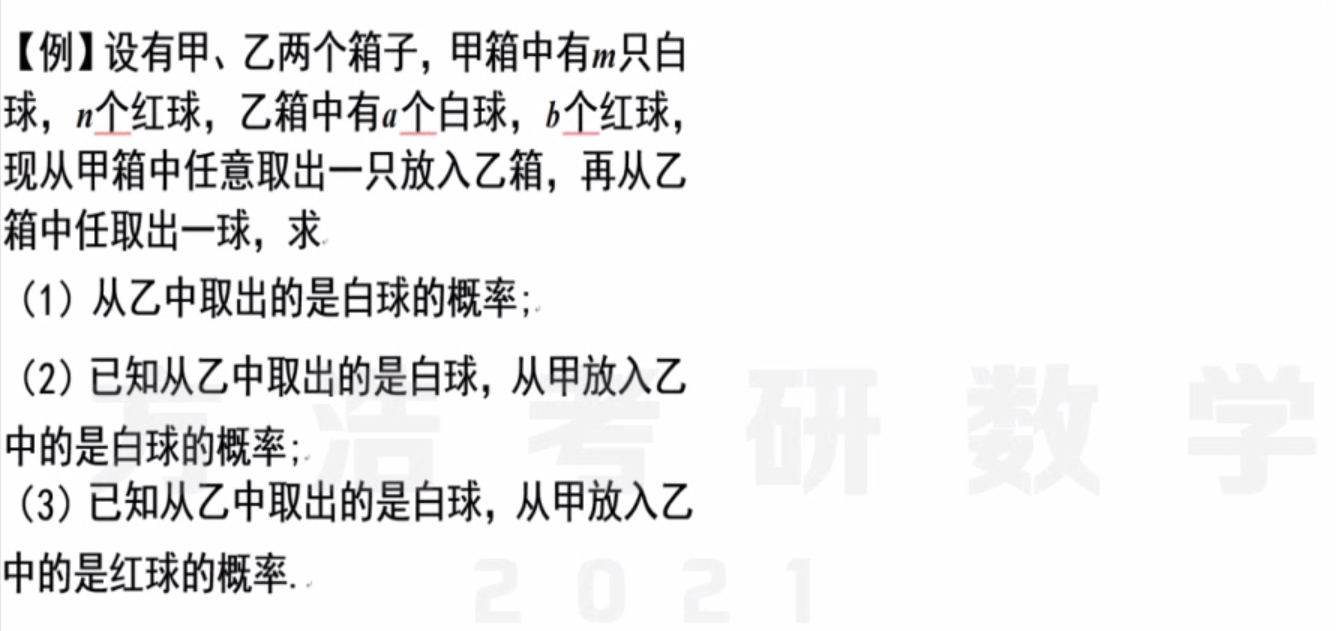 【例】设有甲、乙两个箱子，甲箱中有m只白
球，n个红球，乙箱中有a个白球，b个红球，
现从甲箱中任意取出一只放入乙箱，再从乙
箱中任取出一球，求
（1）从乙中取出的是白球的概率；
（2）已知从乙中取出的是白球，从甲放入乙
中的是白球的概率；
（3）已知从乙中取出的是白球，从甲放入乙
中的是红球的概率.
方浩考研数学
2021